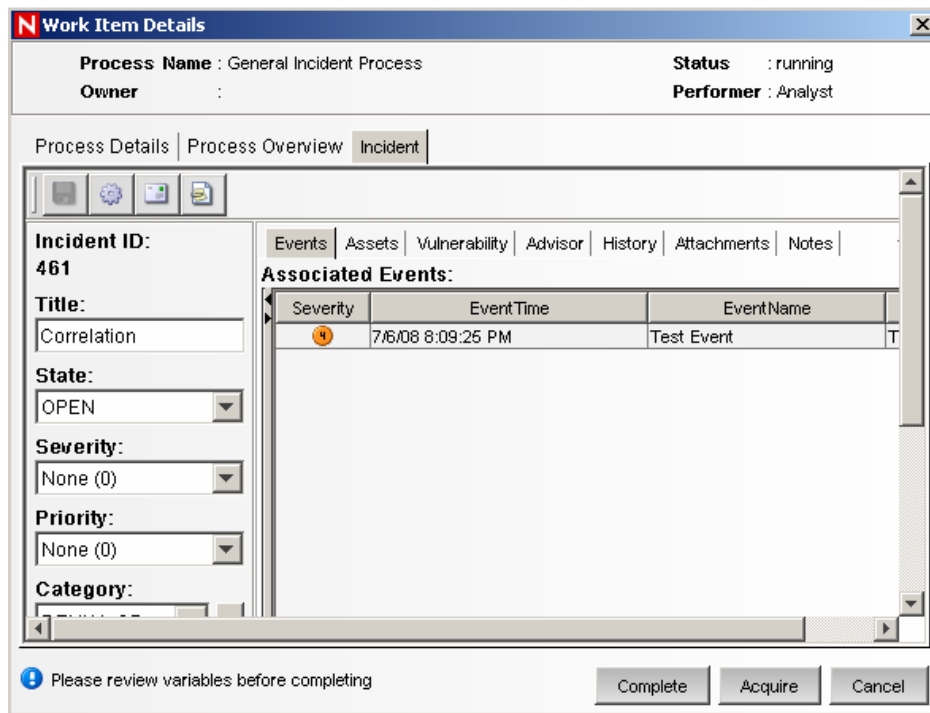 N Work Item Details
Process Name : General Incident Process
Status : running
Owner :
Performer : Analyst
Process Details Process Overview Incident
Incident ID:
461
Title:
Correlation
State:
OPEN
Severity:
None (0)
Priority:
None (0)
Category:
Events Assets Vulnerability Advisor History Attachments Notes
Associated Events:
Severity EventTime EventName
4 7/6/08 8:09:25 PM Test Event T
Please review variables before completing
Complete Acquire Cancel